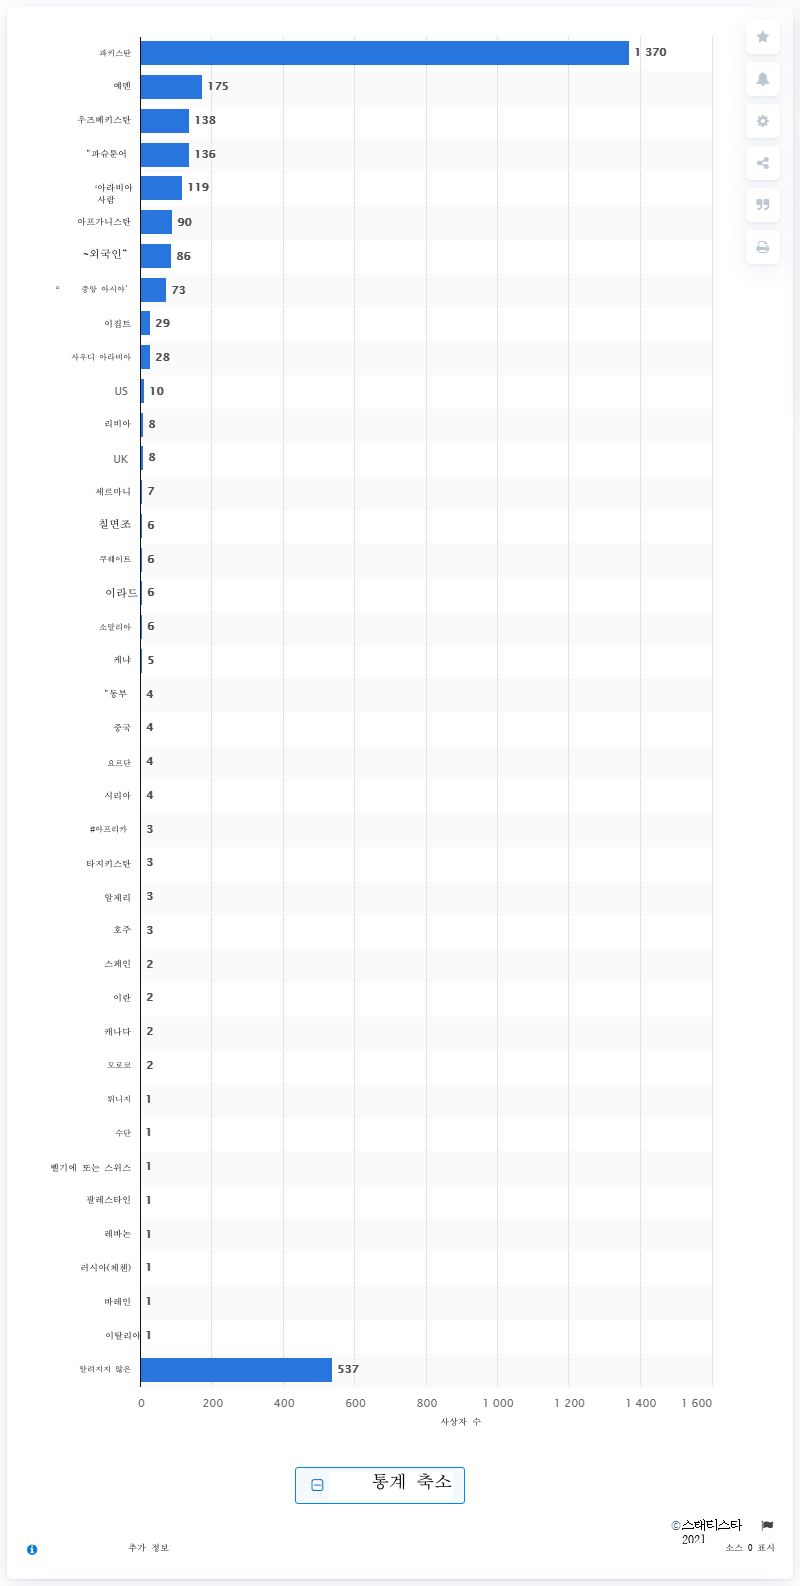 파키스탄 1 370
예멘 175
우즈베키스탄 138
"파슈툰어 136
'아라비아 119
사람
아프가니스탄 90
~외국인" 86
" 중앙 아시아' 73
이집트 29
사우디 아라비아 28
US 10
리비아 8
UK 8
세르마니 7
칠면조 6
쿠웨이트 6
이라드 6
소말리아 6
케냐 5
"동부 4
중국 4
요르단 4
시리아 4
#아프리카 3
타지키스탄 3
알제리 3
호주 3
스페인 2
이란 2
캐나다 2
모로코 2
튀니지 1
수단 1
벨기에 또는 스위스 1
팔레스타인 1
레바논 1
러시아(체첸) 1
바레인 1
이탈리아 1
알려지지 않은 537
0 200 400 600 800 1 000 1 200 1 400 1 600
사상자 수
통계 축소
©스태티스타
2021
추가 정보
소스 0 표시